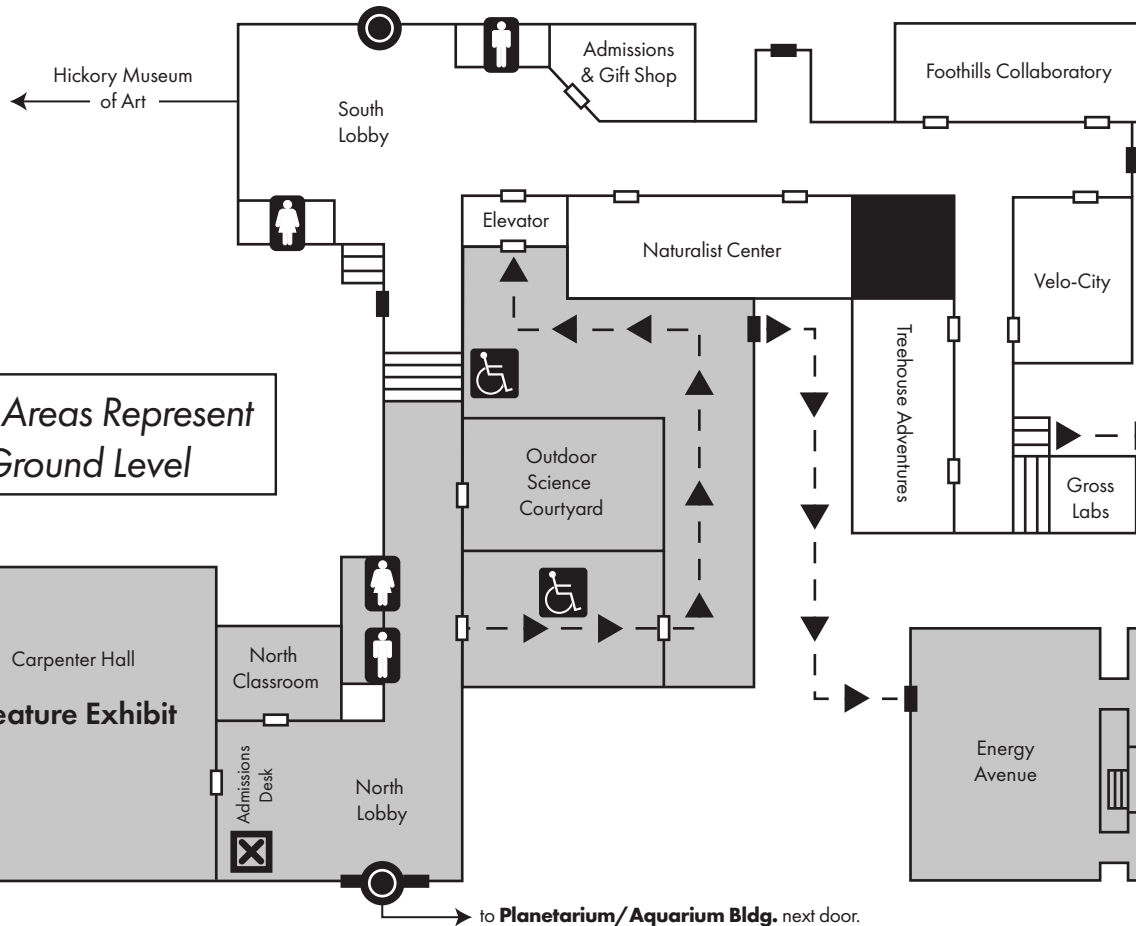 Hickory Museum
of Art
South
Lobby
Admissions
& Gift Shop
Foothills Collaboratory
Elevator
Naturalist Center
Velo-City
Treehouse Adventures
Areas Represent
Ground Level
Outdoor
Science
Courtyard
Gross
Labs
Carpenter Hall
eature Exhibit
North
Classroom
Admissions
Desk
North
Lobby
Energy
Avenue
to Planetarium/Aquarium Bldg. next door.